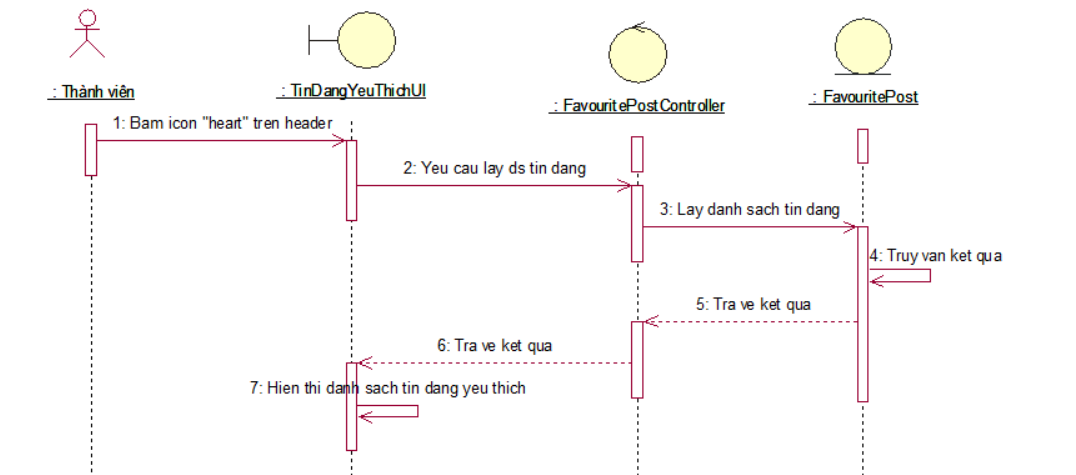 : Thành viên
: TinDangYeuThichUI
: FavouritePostController
: FavouritePost
1: Bam icon "heart" tren header
2: Yeu cau lay ds tin dang
3: Lay danh sach tin dang
4: Truy van ket qua
5: Tra ve ket qua
6: Tra ve ket qua
7: Hien thi danh sach tin dang yeu thich